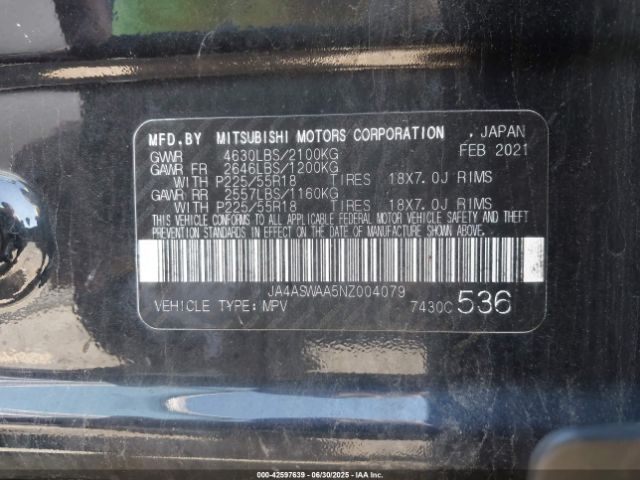 MFD.BY MITSUBISHI MOTORS CORPORATION , JAPAN
GVWR 4630LBS/2100KG FEB 2021
GAWR FR 2646LBS/1200KG
WITH P225/55R18 TIRES 18X7.0J RIMS
GAWR RR 2557LBS/1160KG
WITH P225/55R18 TIRES 18X7.0J RIMS
THIS VEHICLE CONFORMS TO ALL APPLICABLE FEDERAL MOTOR VEHICLE SAFETY AND THEFT
PREVENTION STANDARDS IN EFFECT ON THE DATE OF MANUFACTURE SHOWN ABOVE.
JA4ASWAA5NZ004079
VEHICLE TYPE: MPV 7430C 536
© IMPACT 00-42597639 / 06/30/2025 / IMPACT ©